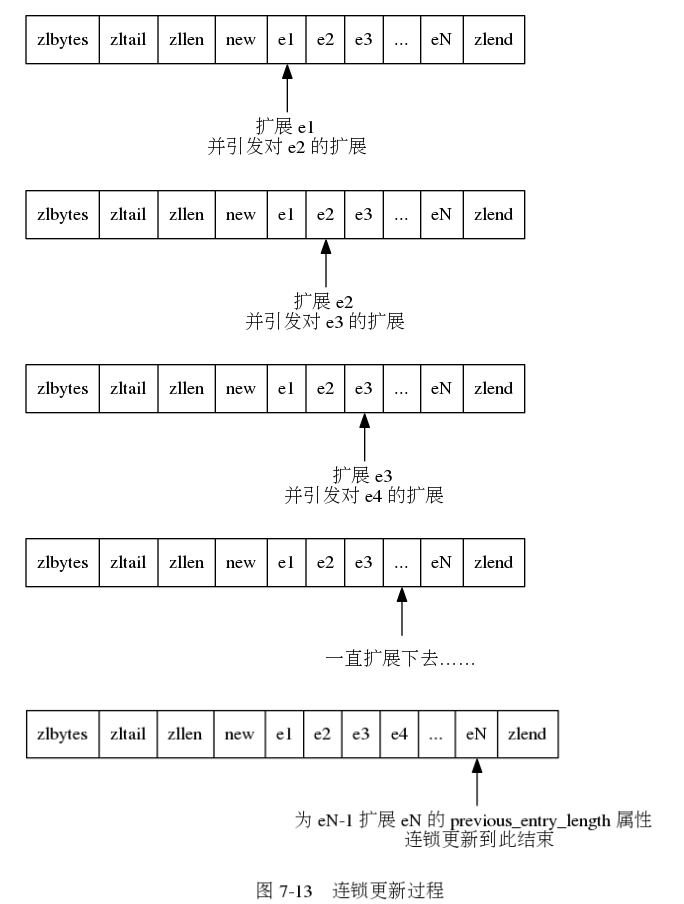 zlbytes zltail zllen new e1 e2 e3 ... eN zlend
扩展 e1
并引发对 e2 的扩展
zlbytes zltail zllen new e1 e2 e3 ... eN zlend
扩展 e2
并引发对 e3 的扩展
zlbytes zltail zllen new e1 e2 e3 ... eN zlend
扩展 e3
并引发对 e4 的扩展
zlbytes zltail zllen new e1 e2 e3 ... eN zlend
一直扩展下去……
zlbytes zltail zllen new e1 e2 e3 e4 ... eN zlend
为 eN-1 扩展 eN 的 previous_entry_length 属性
连锁更新到此结束
图 7-13 连锁更新过程